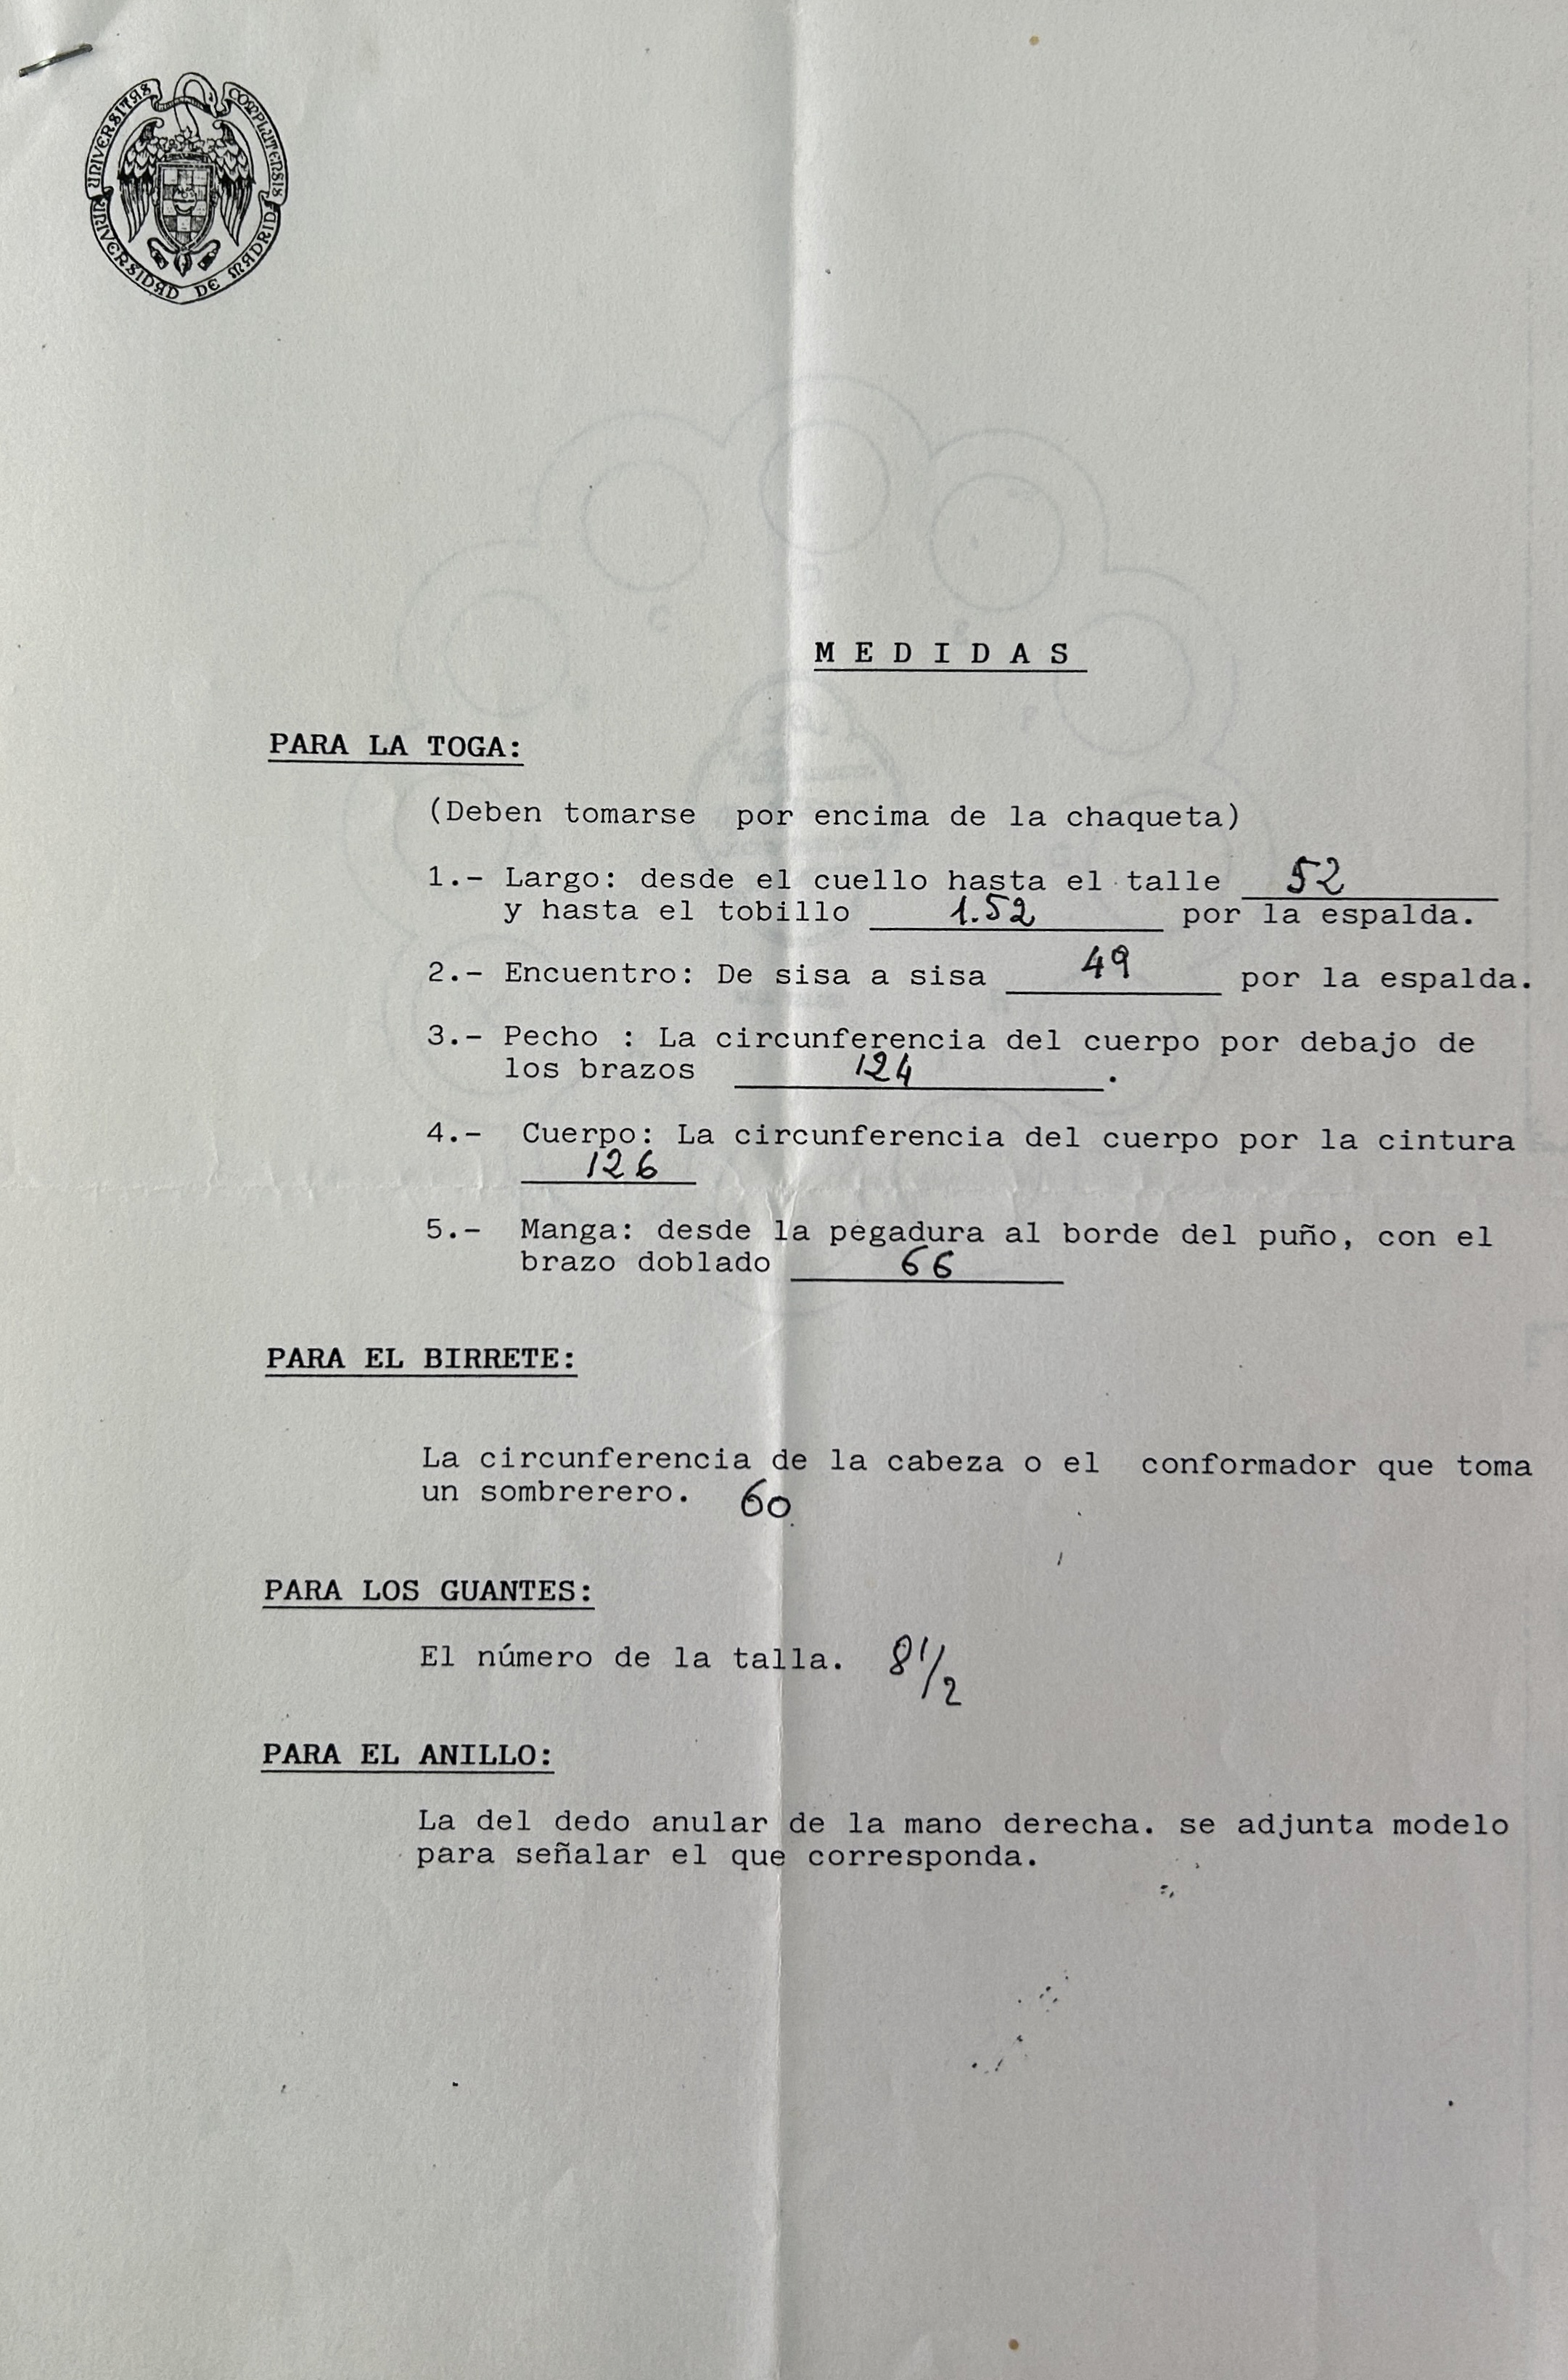 UNIVERSITAS COMPLUTENSIS
UNIVERSIDAD DE MADRID
M E D I D A S
PARA LA TOGA:
(Deben tomarse por encima de la chaqueta)
1.- Largo: desde el cuello hasta el talle 52
y hasta el tobillo 1.52 por la espalda.
2.- Encuentro: De sisa a sisa 49 por la espalda.
3.- Pecho : La circunferencia del cuerpo por debajo de
los brazos 124.
4.- Cuerpo: La circunferencia del cuerpo por la cintura
126
5.- Manga: desde la pegadura al borde del puño, con el
brazo doblado 66
PARA EL BIRRETE:
La circunferencia de la cabeza o el conformador que toma
un sombrerero. 60
PARA LOS GUANTES:
El número de la talla. 8 1/2
PARA EL ANILLO:
La del dedo anular de la mano derecha. se adjunta modelo
para señalar el que corresponda.